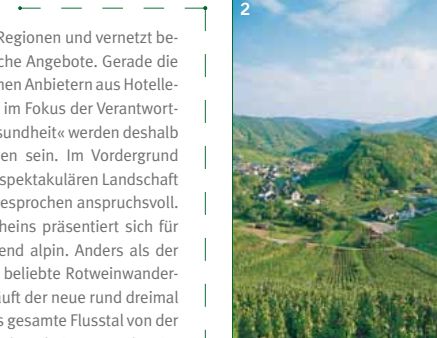 Regionen und vernetzt be-
che Angebote. Gerade die
nen Anbietern aus Hotelle-
im Fokus der Verantwort-
sundheit« werden deshalb
en sein. Im Vordergrund
spektakulären Landschaft
esprochen anspruchsvoll.
heins präsentiert sich für
end alpin. Anders als der
beliebte Rotweinwander-
uft der neue rund dreimal
s gesamte Flusstal von der
2